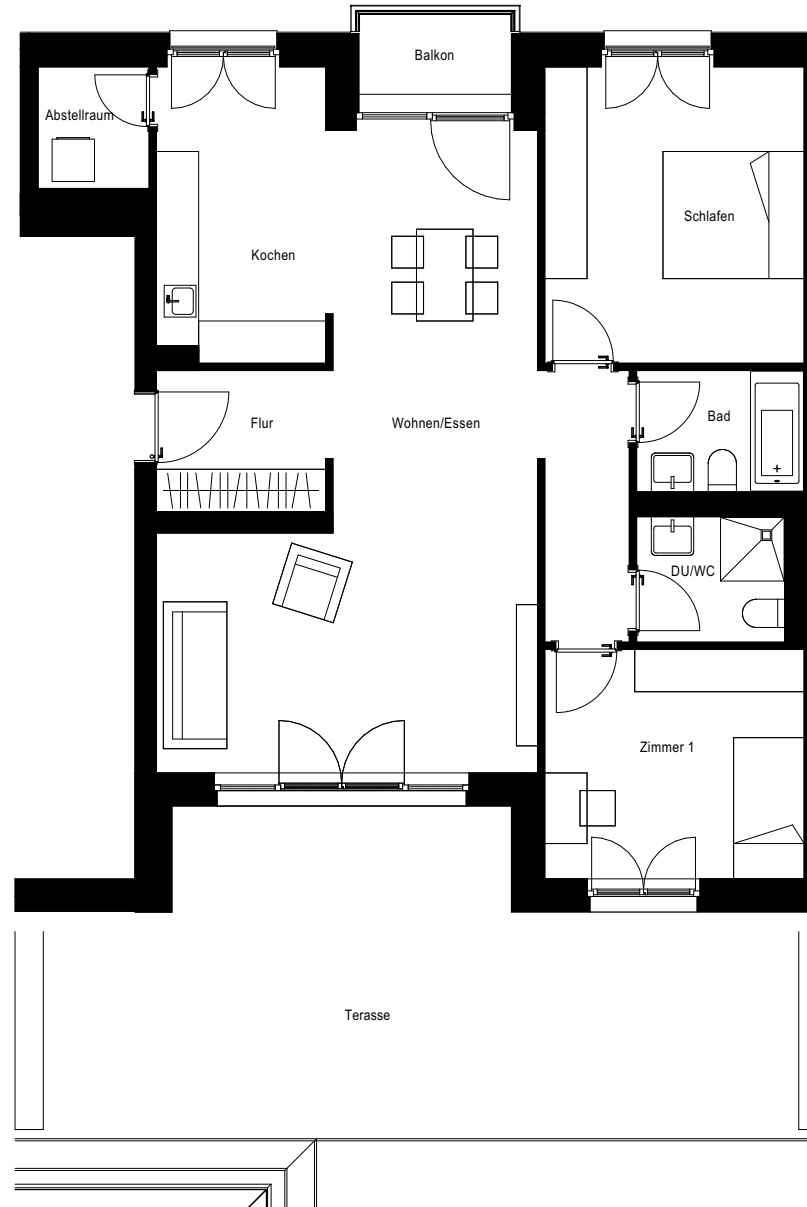 Balkon
Abstellraum
Schlafen
Kochen
Flur
Wohnen/Essen
Bad
DU/WC
Zimmer 1
Terasse